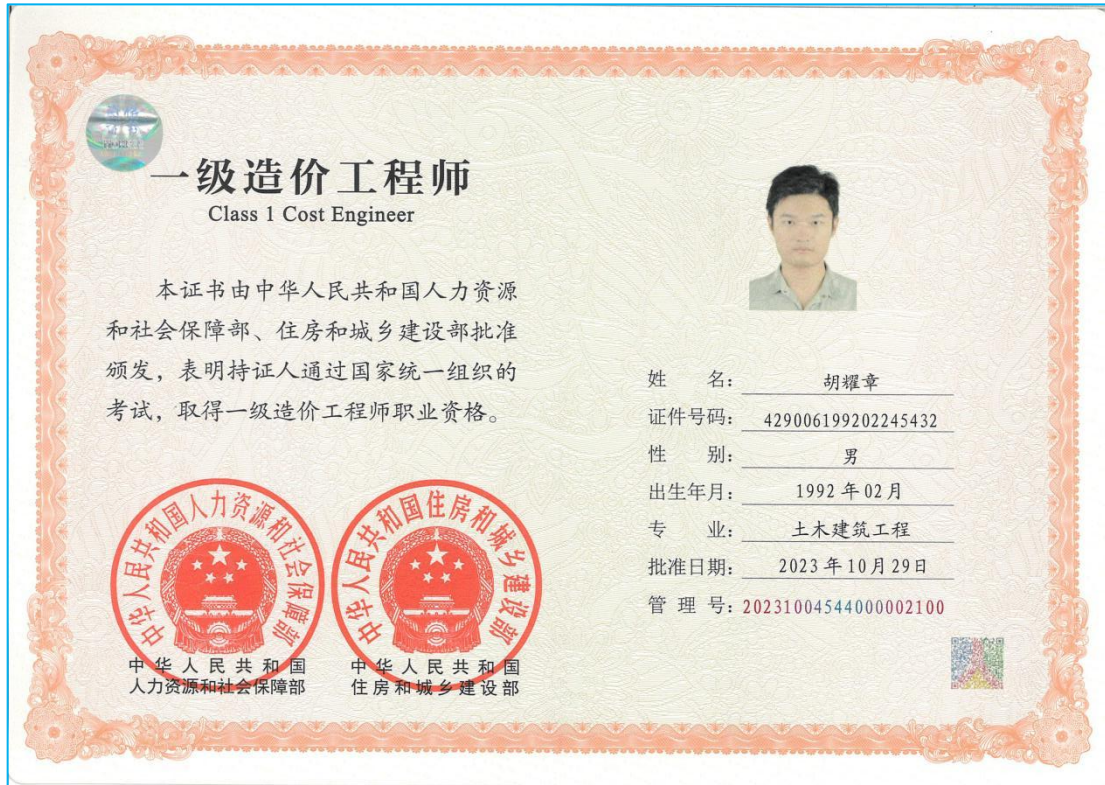 一级造价工程师
Class 1 Cost Engineer
本证书由中华人民共和国人力资源
和社会保障部、住房和城乡建设部批准
颁发，表明持证人通过国家统一组织的
考试，取得一级造价工程师职业资格。
中华人民共和国人力资源和社会保障部
中华人民共和国
人力资源和社会保障部
中华人民共和国住房和城乡建设部
中华人民共和国
住房和城乡建设部
姓 名： 胡耀章
证件号码： 429006199202245432
性 别： 男
出生年月： 1992年02月
专 业： 土木建筑工程
批准日期： 2023年10月29日
管 理 号： 20231004544000002100